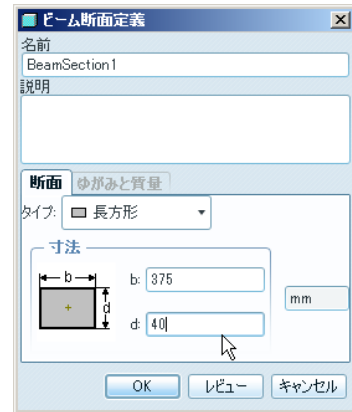 ビーム断面定義
名前
BeamSection1
説明
断面 ゆがみと質量
タイプ: 長方形
寸法
b b: 375
mm
d d: 40
OK レビュー キャンセル